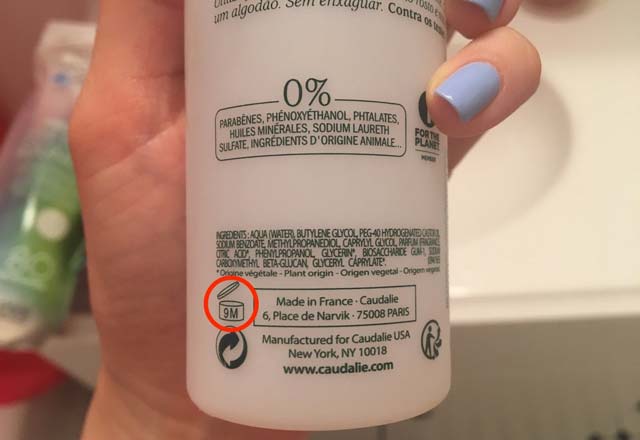 um algodão. Sem enxaguar. Contra os
0%
PARABÈNES, PHÉNOXYÉTHANOL, PHTALATES,
HUILES MINÉRALES, SODIUM LAURETH
SULFATE, INGRÉDIENTS D'ORIGINE ANIMALE...
FOR THE
PLANET
MEMBER
INGREDIENTS : AQUA (WATER), BUTYLENE GLYCOL, PEG-40 HYDROGENATED CASTOR OIL,
SODIUM BENZOATE, METHYLPROPANEDIOL, CAPRYLYL GLYCOL, PARFUM (FRAGRANCE),
CITRIC ACID*, PHENYLPROPANOL, GLYCERIN*, BIOSACCHARIDE GUM-1, SODIUM
CARBOXYMETHYL BETA-GLUCAN, GLYCERYL CAPRYLATE*.
* Origine végétale - Plant origin - Origen vegetal - Origem vegetal
9M
Made in France · Caudalie
6, Place de Narvik · 75008 PARIS
Manufactured for Caudalie USA
New York, NY 10018
www.caudalie.com